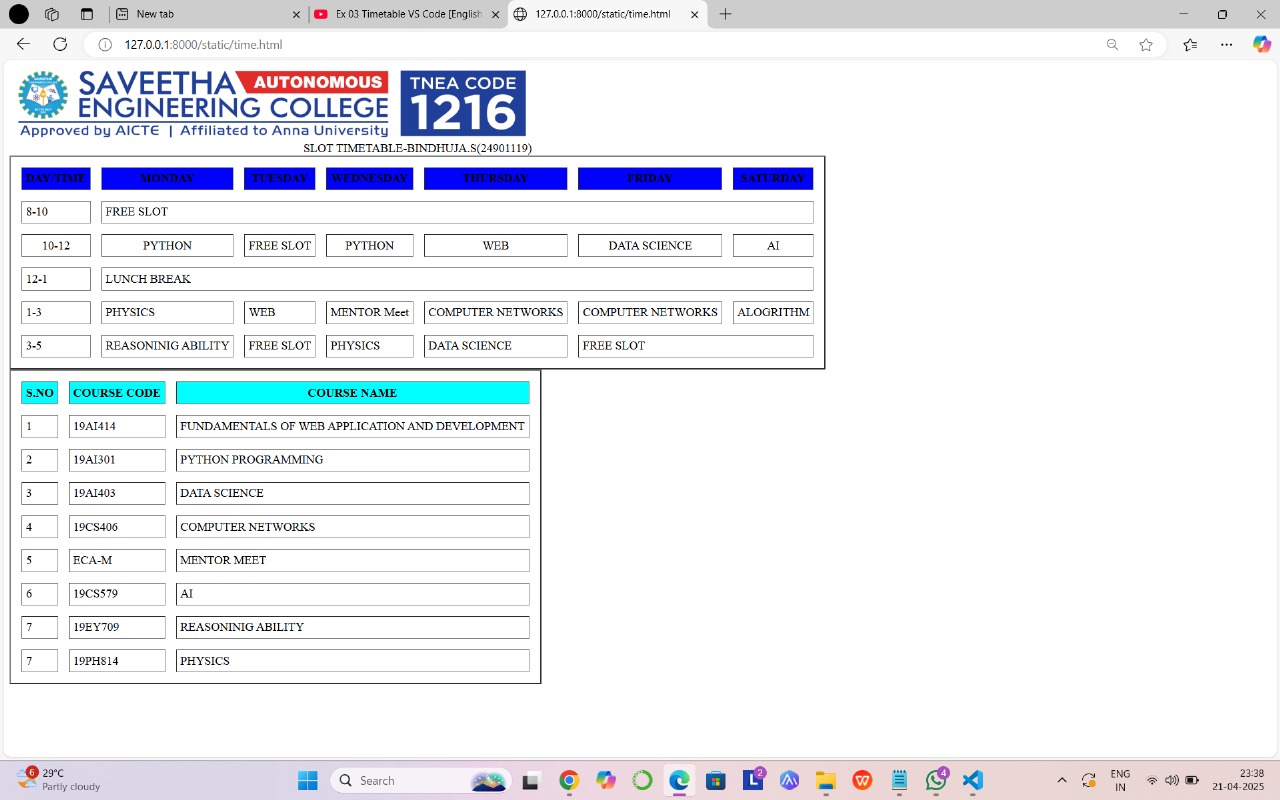 New tab
Ex 03 Timetable VS Code [English
127.0.0.1:8000/static/time.html
127.0.0.1:8000/static/time.html
SAVEETHA AUTONOMOUS
ENGINEERING COLLEGE
Approved by AICTE | Affiliated to Anna University
TNEA CODE
1216
SLOT TIMETABLE-BINDHUJA.S(24901119)
DAY/TIME MONDAY TUESDAY WEDNESDAY THURSDAY FRIDAY SATURDAY
8-10 FREE SLOT
10-12 PYTHON FREE SLOT PYTHON WEB DATA SCIENCE AI
12-1 LUNCH BREAK
1-3 PHYSICS WEB MENTOR Meet COMPUTER NETWORKS COMPUTER NETWORKS ALOGRITHM
3-5 REASONINIG ABILITY FREE SLOT PHYSICS DATA SCIENCE FREE SLOT
S.NO COURSE CODE COURSE NAME
1 19AI414 FUNDAMENTALS OF WEB APPLICATION AND DEVELOPMENT
2 19AI301 PYTHON PROGRAMMING
3 19AI403 DATA SCIENCE
4 19CS406 COMPUTER NETWORKS
5 ECA-M MENTOR MEET
6 19CS579 AI
7 19EY709 REASONINIG ABILITY
7 19PH814 PHYSICS
6
29°C
Partly cloudy
Search
2
4
ENG
IN
23:38
21-04-2025